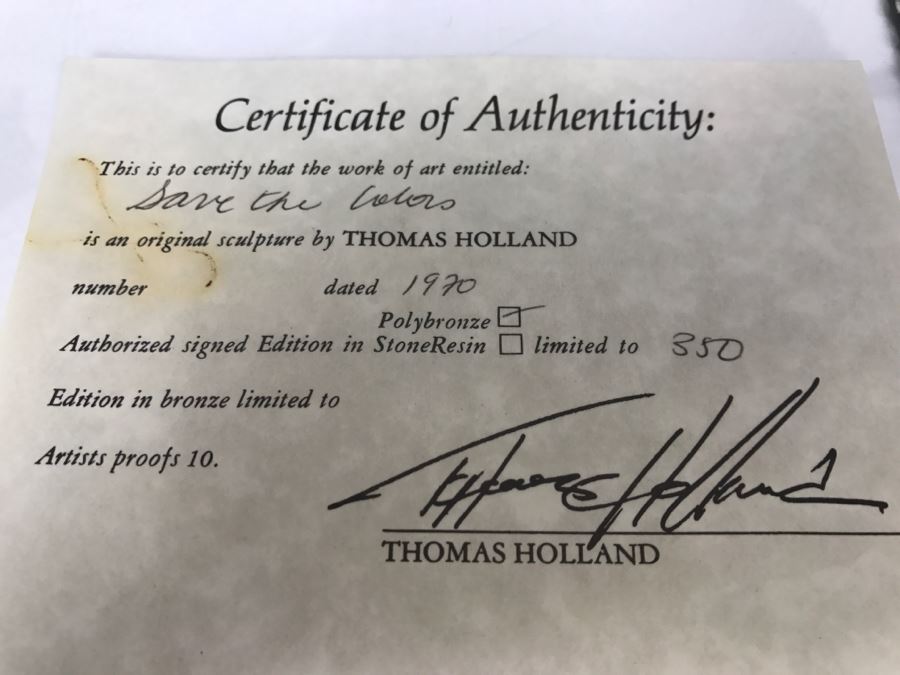 Certificate of Authenticity:
This is to certify that the work of art entitled:
Save the Colors
is an original sculpture by THOMAS HOLLAND
number dated 1970
Polybronze
Authorized signed Edition in StoneResin limited to 350
Edition in bronze limited to
Artists proofs 10.
Thomas Holland
THOMAS HOLLAND